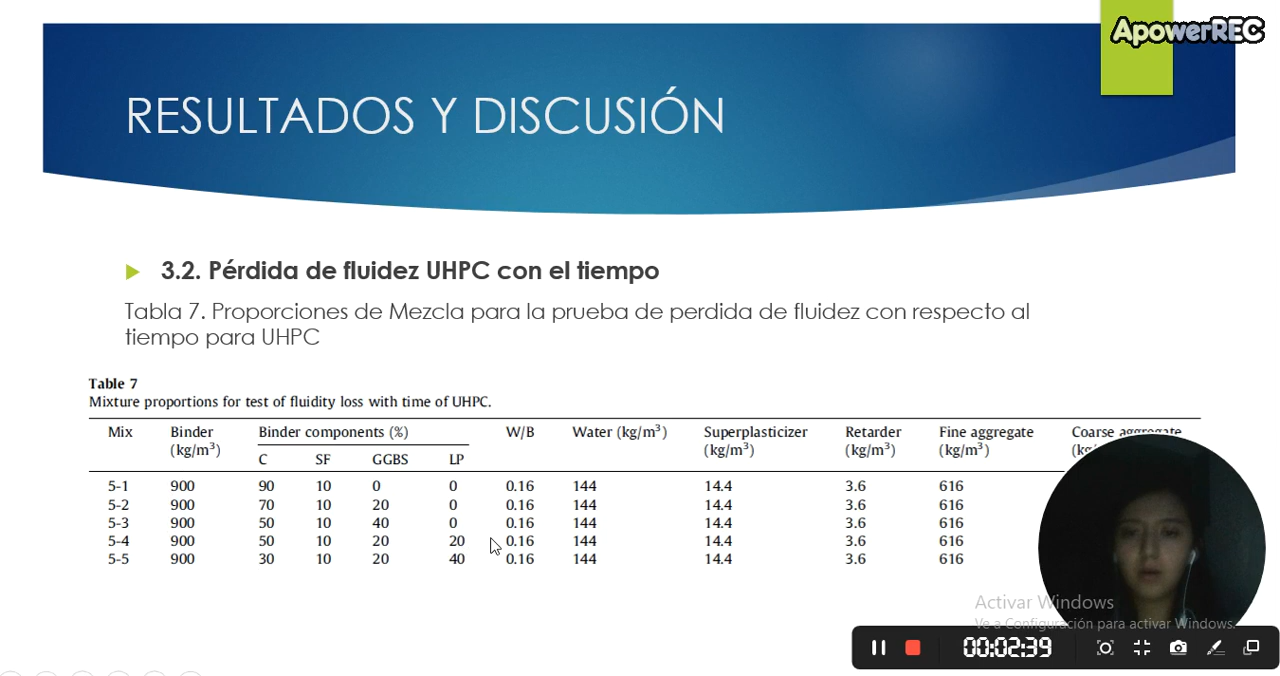 ApowerREC
RESULTADOS Y DISCUSIÓN
3.2. Pérdida de fluidez UHPC con el tiempo
Tabla 7. Proporciones de Mezcla para la prueba de perdida de fluidez con respecto al
tiempo para UHPC
Table 7
Mixture proportions for test of fluidity loss with time of UHPC.
Mix Binder Binder components (%) W/B Water (kg/m³) Superplasticizer Retarder Fine aggregate Coarse aggregate
(kg/m³) (kg/m³) (kg/m³) (kg/m³)
C SF GGBS LP
5-1 900 90 10 0 0 0.16 144 14.4 3.6 616
5-2 900 70 10 20 0 0.16 144 14.4 3.6 616
5-3 900 50 10 40 0 0.16 144 14.4 3.6 616
5-4 900 50 10 20 20 0.16 144 14.4 3.6 616
5-5 900 30 10 20 40 0.16 144 14.4 3.6 616
Activar Windows
Ve a Configuración para activar Windows.
00:02:39